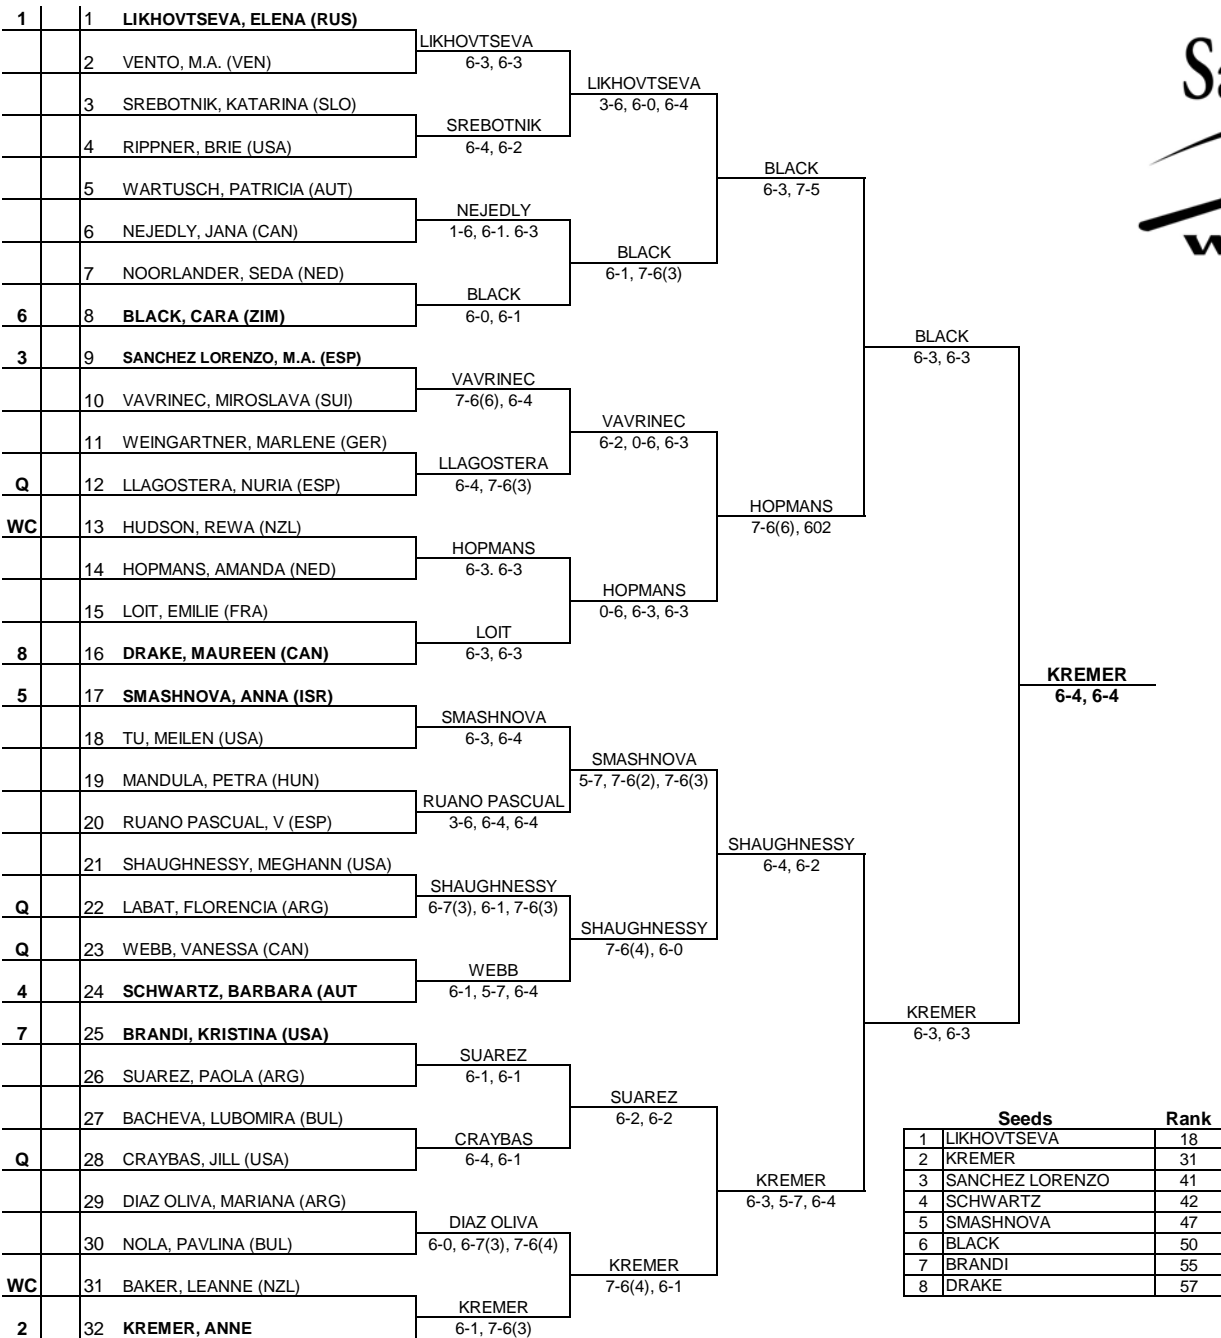 1 1 LIKHOVTSEVA, ELENA (RUS)
LIKHOVTSEVA
2 VENTO, M.A. (VEN) 6-3, 6-3
LIKHOVTSEVA
3 SREBOTNIK, KATARINA (SLO) 3-6, 6-0, 6-4
SREBOTNIK
4 RIPPNER, BRIE (USA) 6-4, 6-2
BLACK
5 WARTUSCH, PATRICIA (AUT) 6-3, 7-5
NEJEDLY
6 NEJEDLY, JANA (CAN) 1-6, 6-1. 6-3
BLACK
7 NOORLANDER, SEDA (NED) 6-1, 7-6(3)
BLACK
6 8 BLACK, CARA (ZIM) 6-0, 6-1
BLACK
3 9 SANCHEZ LORENZO, M.A. (ESP) 6-3, 6-3
VAVRINEC
10 VAVRINEC, MIROSLAVA (SUI) 7-6(6), 6-4
VAVRINEC
11 WEINGARTNER, MARLENE (GER) 6-2, 0-6, 6-3
LLAGOSTERA
Q 12 LLAGOSTERA, NURIA (ESP) 6-4, 7-6(3)
HOPMANS
WC 13 HUDSON, REWA (NZL) 7-6(6), 602
HOPMANS
14 HOPMANS, AMANDA (NED) 6-3. 6-3
HOPMANS
15 LOIT, EMILIE (FRA) 0-6, 6-3, 6-3
LOIT
8 16 DRAKE, MAUREEN (CAN) 6-3, 6-3
KREMER
5 17 SMASHNOVA, ANNA (ISR) 6-4, 6-4
SMASHNOVA
18 TU, MEILEN (USA) 6-3, 6-4
SMASHNOVA
19 MANDULA, PETRA (HUN) 5-7, 7-6(2), 7-6(3)
RUANO PASCUAL
20 RUANO PASCUAL, V (ESP) 3-6, 6-4, 6-4
SHAUGHNESSY
21 SHAUGHNESSY, MEGHANN (USA) 6-4, 6-2
SHAUGHNESSY
Q 22 LABAT, FLORENCIA (ARG) 6-7(3), 6-1, 7-6(3)
SHAUGHNESSY
Q 23 WEBB, VANESSA (CAN) 7-6(4), 6-0
WEBB
4 24 SCHWARTZ, BARBARA (AUT 6-1, 5-7, 6-4
KREMER
7 25 BRANDI, KRISTINA (USA) 6-3, 6-3
SUAREZ
26 SUAREZ, PAOLA (ARG) 6-1, 6-1
SUAREZ
27 BACHEVA, LUBOMIRA (BUL) 6-2, 6-2
CRAYBAS
Q 28 CRAYBAS, JILL (USA) 6-4, 6-1
KREMER
29 DIAZ OLIVA, MARIANA (ARG) 6-3, 5-7, 6-4
DIAZ OLIVA
30 NOLA, PAVLINA (BUL) 6-0, 6-7(3), 7-6(4)
KREMER
WC 31 BAKER, LEANNE (NZL) 7-6(4), 6-1
KREMER
2 32 KREMER, ANNE 6-1, 7-6(3)
Seeds Rank
1 LIKHOVTSEVA 18
2 KREMER 31
3 SANCHEZ LORENZO 41
4 SCHWARTZ 42
5 SMASHNOVA 47
6 BLACK 50
7 BRANDI 55
8 DRAKE 57